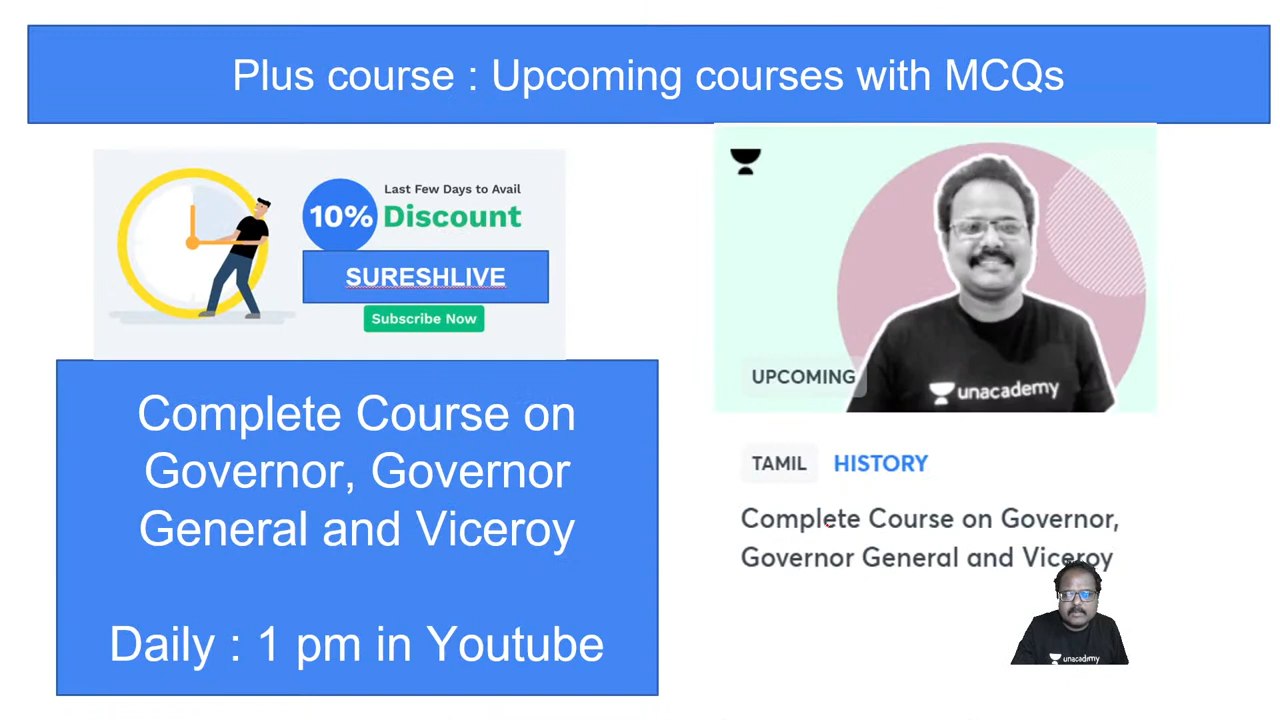 Plus course : Upcoming courses with MCQs
Last Few Days to Avail
10% Discount
SURESHLIVE
Subscribe Now
Complete Course on
Governor, Governor
General and Viceroy
Daily : 1 pm in Youtube
UPCOMING
unacademy
TAMIL HISTORY
Complete Course on Governor,
Governor General and Viceroy
unacademy